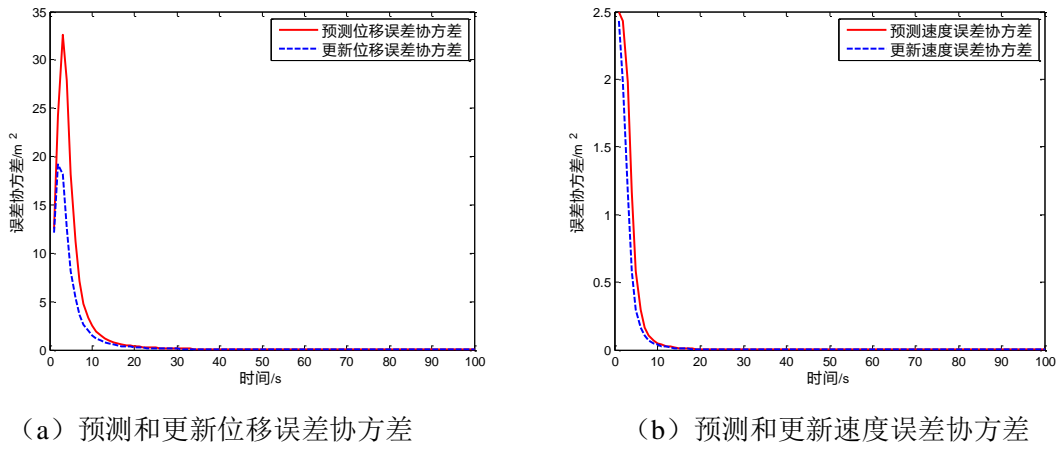 35
30
25
20
15
10
5
0
误差协方差/m 2
预测位移误差协方差
更新位移误差协方差
0 10 20 30 40 50 60 70 80 90 100
时间/s
(a) 预测和更新位移误差协方差
2.5
2
1.5
1
0.5
0
误差协方差/m 2
预测速度误差协方差
更新速度误差协方差
0 10 20 30 40 50 60 70 80 90 100
时间/s
(b) 预测和更新速度误差协方差